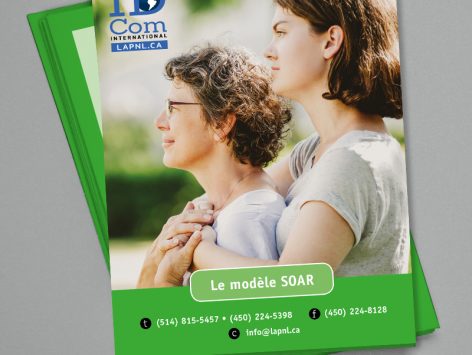 Com
INTERNATIONAL
LAPNL.CA
Le modèle SOAR
t (514) 815-5457 • (450) 224-5398 f (450) 224-8128
c info@lapnl.ca